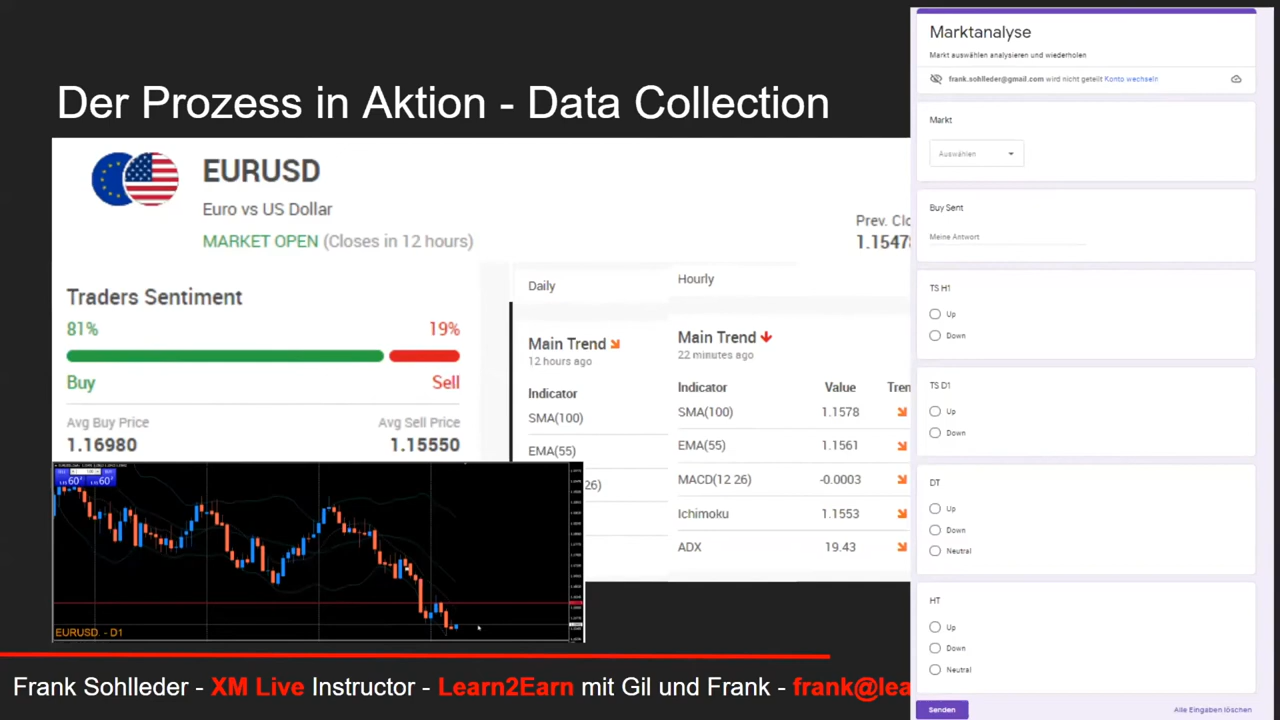 Der Prozess in Aktion - Data Collection
EURUSD
Euro vs US Dollar
MARKET OPEN (Closes in 12 hours)
Prev. Clo
1.15478
Traders Sentiment
81%
19%
Buy
Sell
Avg Buy Price
Avg Sell Price
1.16980
1.15550
Daily
Main Trend
12 hours ago
Indicator
SMA(100)
EMA(55)
26)
Hourly
Main Trend
22 minutes ago
Indicator Value Tren
SMA(100) 1.1578
EMA(55) 1.1561
MACD(12 26) -0.0003
Ichimoku 1.1553
ADX 19.43
EURUSD. - D1
Frank Sohlleder - XM Live Instructor - Learn2Earn mit Gil und Frank - frank@lea
Marktanalyse
Markt auswählen analysieren und wiederholen
frank.sohlleder@gmail.com wird nicht geteilt Konto wechseln
Markt
Auswählen
Buy Sent
Meine Antwort
TS H1
Up
Down
TS D1
Up
Down
DT
Up
Down
Neutral
HT
Up
Down
Neutral
Senden
Alle Eingaben löschen